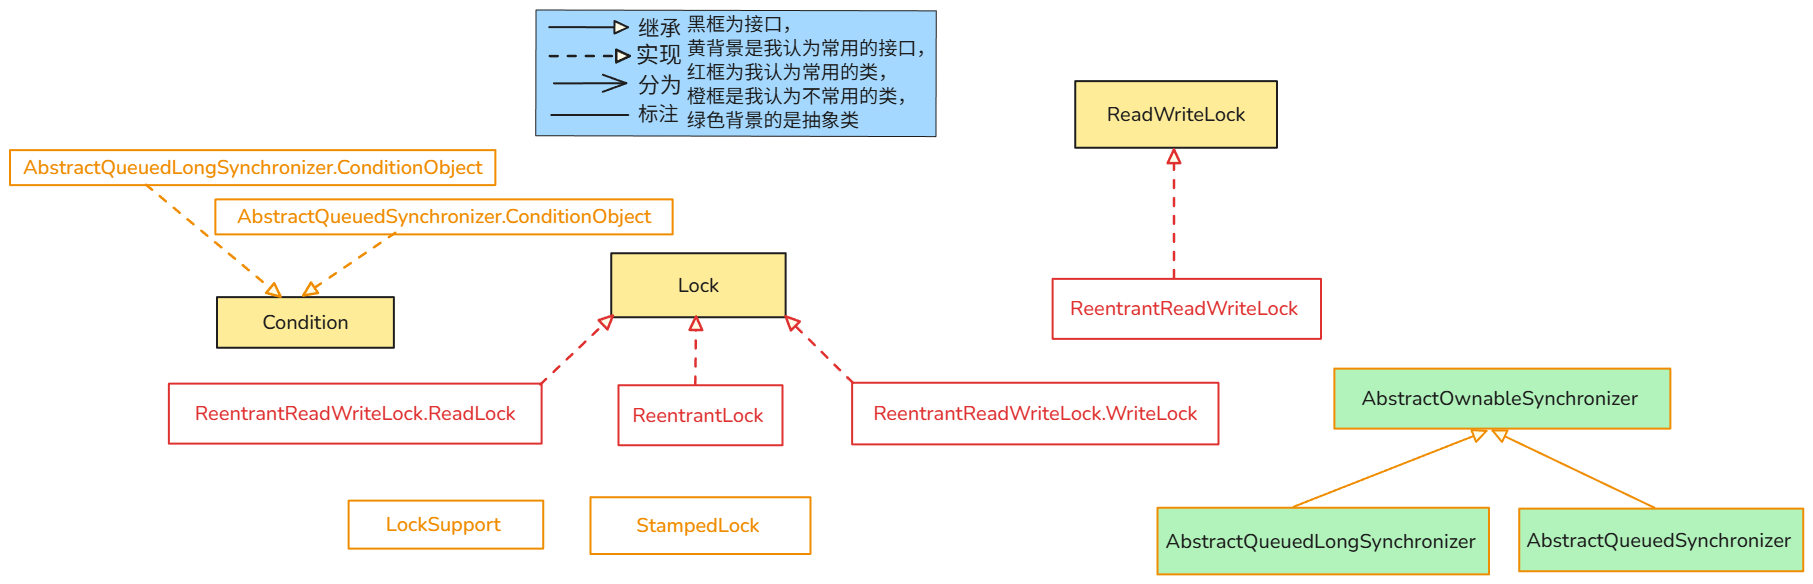 继承
实现
分为
标注
黑框为接口，
黄背景是我认为常用的接口，
红框为我认为常用的类，
橙框是我认为不常用的类，
绿色背景的是抽象类
ReadWriteLock
AbstractQueuedLongSynchronizer.ConditionObject
AbstractQueuedSynchronizer.ConditionObject
Lock
Condition
ReentrantReadWriteLock
ReentrantReadWriteLock.ReadLock
ReentrantLock
ReentrantReadWriteLock.WriteLock
AbstractOwnableSynchronizer
LockSupport
StampedLock
AbstractQueuedLongSynchronizer
AbstractQueuedSynchronizer